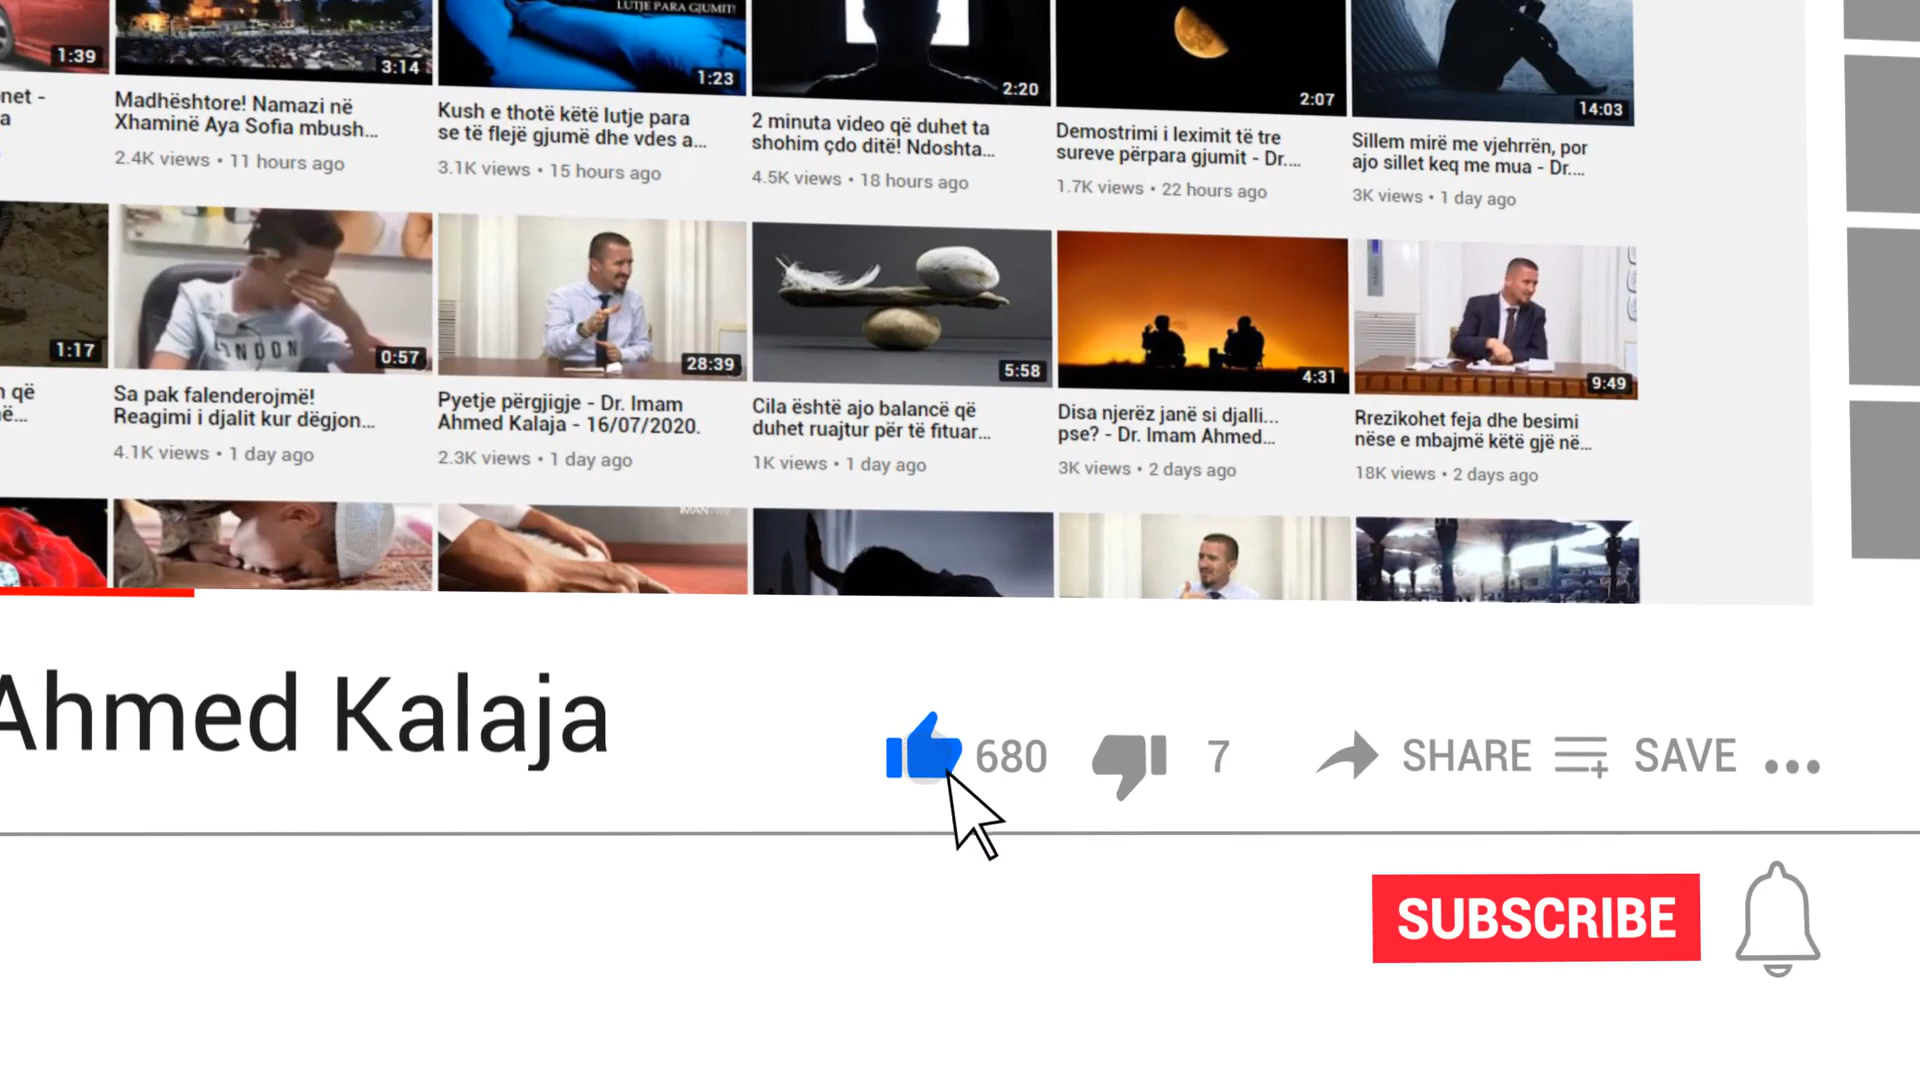 LUTJE PARA GJUMIT!
1:39
3:14
1:23
2:20
2:07
14:03
net -
a
Madhështore! Namazi në
Xhaminë Aya Sofia mbush...
2.4K views • 11 hours ago
Kush e thotë këtë lutje para
se të flejë gjumë dhe vdes a...
3.1K views • 15 hours ago
2 minuta video që duhet ta
shohim çdo ditë! Ndoshta...
4.5K views • 18 hours ago
Demostrimi i leximit të tre
sureve përpara gjumit - Dr....
1.7K views • 22 hours ago
Sillem mirë me vjehrrën, por
ajo sillet keq me mua - Dr....
3K views • 1 day ago
NDON
1:17
0:57
28:39
5:58
4:31
9:49
që
ë...
Sa pak falenderojmë!
Reagimi i djalit kur dëgjon...
4.1K views • 1 day ago
Pyetje përgjigje - Dr. Imam
Ahmed Kalaja - 16/07/2020.
2.3K views • 1 day ago
Cila është ajo balancë që
duhet ruajtur për të fituar...
1K views • 1 day ago
Disa njerëz janë si djalli...
pse? - Dr. Imam Ahmed...
3K views • 2 days ago
Rrezikohet feja dhe besimi
nëse e mbajmë këtë gjë në...
18K views • 2 days ago
Ahmed Kalaja
680
7
SHARE
SAVE
SUBSCRIBE